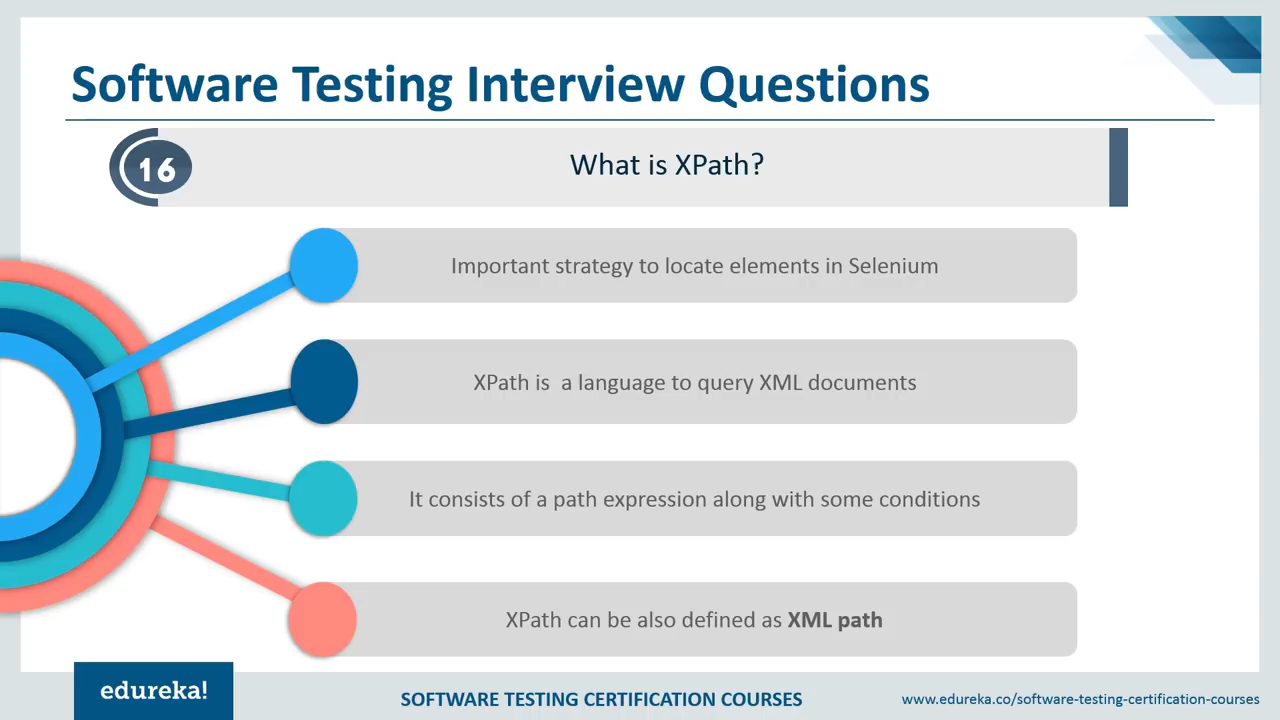 Software Testing Interview Questions
16
What is XPath?
Important strategy to locate elements in Selenium
XPath is  a language to query XML documents
It consists of a path expression along with some conditions
XPath can be also defined as XML path
edureka!
SOFTWARE TESTING CERTIFICATION COURSES
www.edureka.co/software-testing-certification-courses